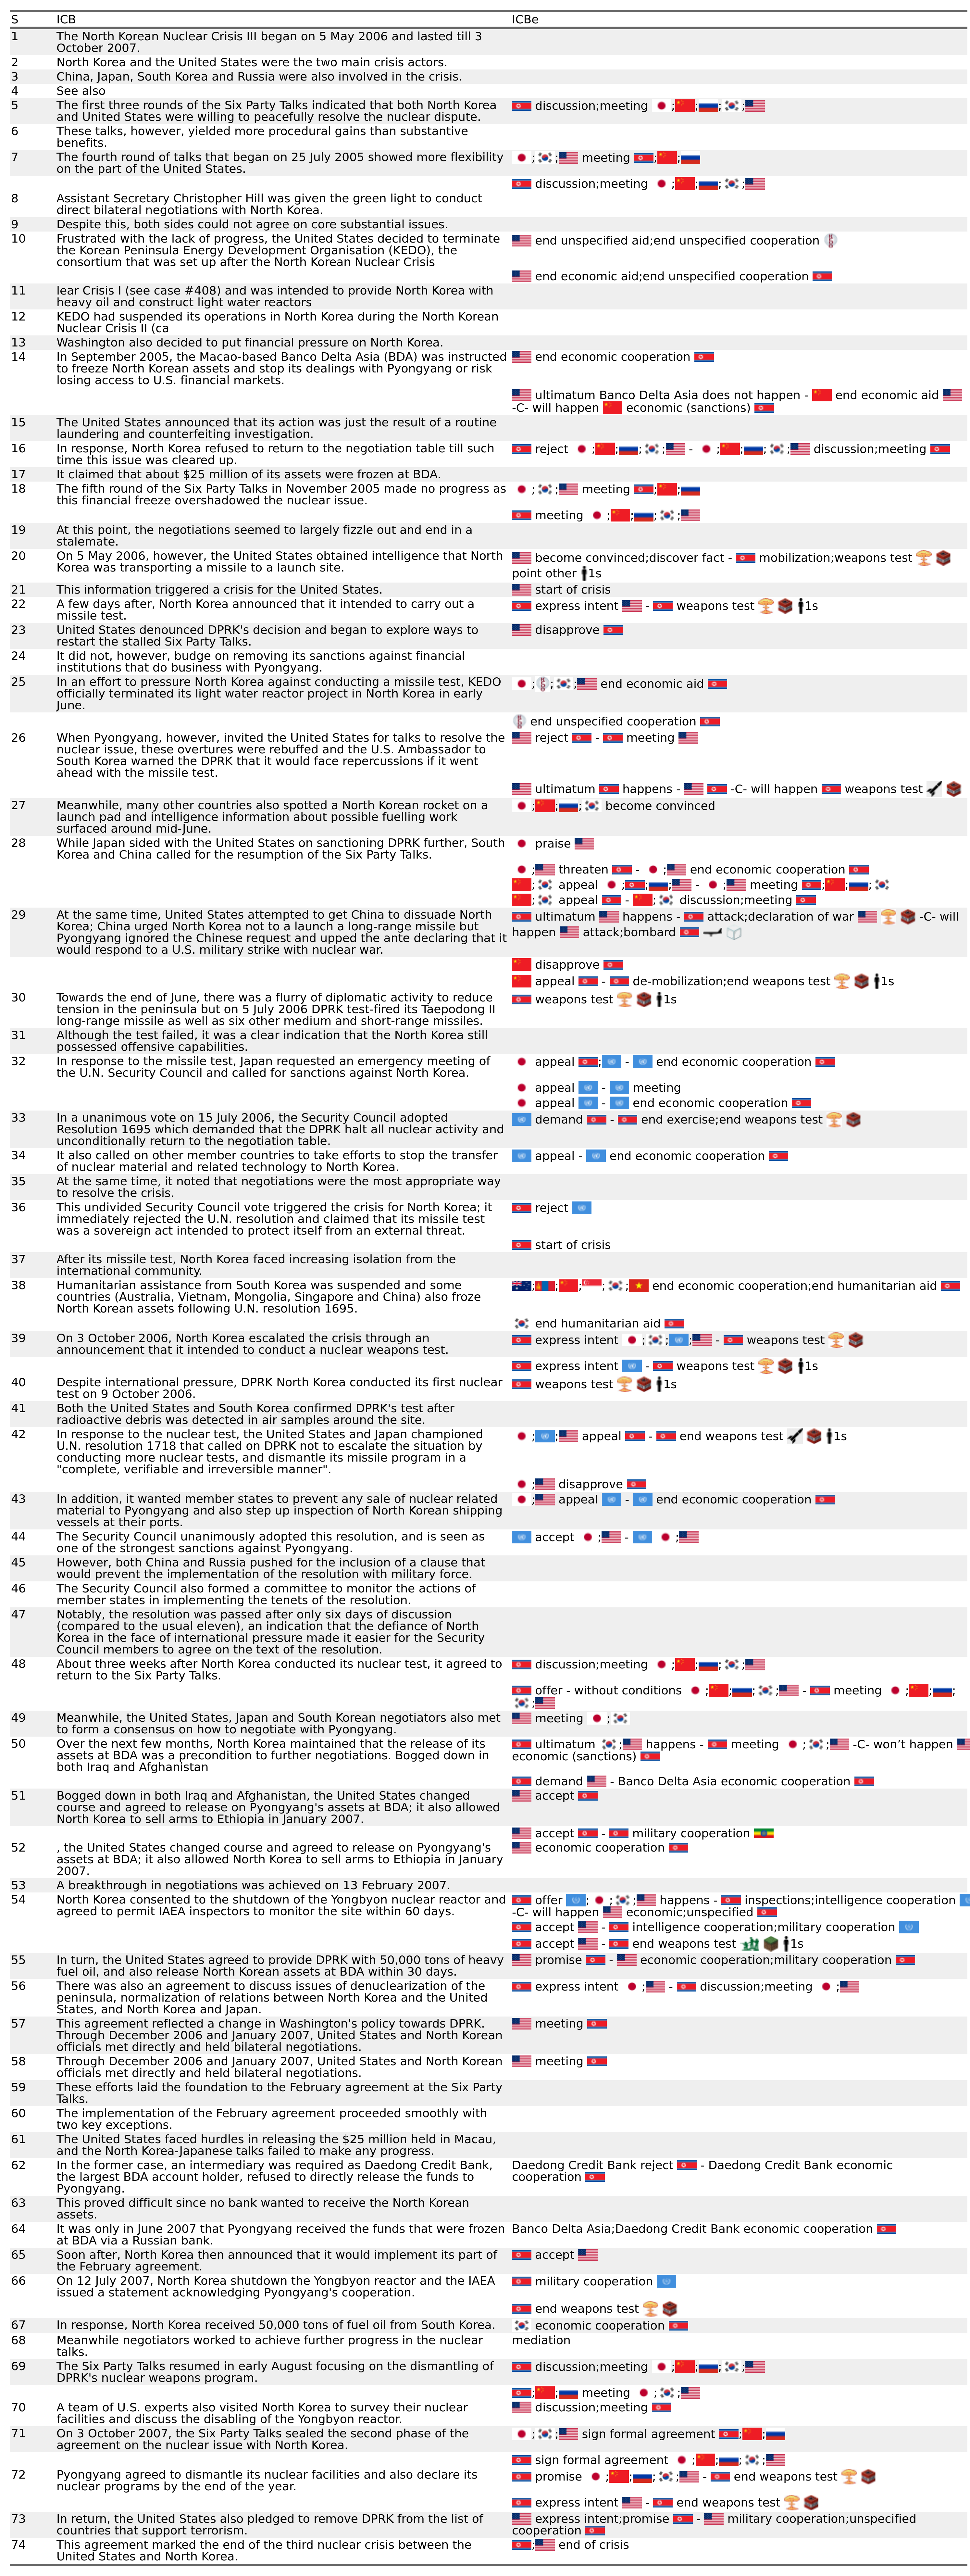 S ICB ICBe
1 The North Korean Nuclear Crisis III began on 5 May 2006 and lasted till 3
October 2007.
2 North Korea and the United States were the two main crisis actors.
3 China, Japan, South Korea and Russia were also involved in the crisis.
4 See also
5 The first three rounds of the Six Party Talks indicated that both North Korea discussion;meeting ; ; ; ;
and United States were willing to peacefully resolve the nuclear dispute.
6 These talks, however, yielded more procedural gains than substantive
benefits.
7 The fourth round of talks that began on 25 July 2005 showed more flexibility ; ; meeting ; ;
on the part of the United States.
discussion;meeting ; ; ; ;
8 Assistant Secretary Christopher Hill was given the green light to conduct
direct bilateral negotiations with North Korea.
9 Despite this, both sides could not agree on core substantial issues.
10 Frustrated with the lack of progress, the United States decided to terminate end unspecified aid;end unspecified cooperation
the Korean Peninsula Energy Development Organisation (KEDO), the
consortium that was set up after the North Korean Nuclear Crisis
end economic aid;end unspecified cooperation
11 lear Crisis I (see case #408) and was intended to provide North Korea with
heavy oil and construct light water reactors
12 KEDO had suspended its operations in North Korea during the North Korean
Nuclear Crisis II (ca
13 Washington also decided to put financial pressure on North Korea.
14 In September 2005, the Macao-based Banco Delta Asia (BDA) was instructed end economic cooperation
to freeze North Korean assets and stop its dealings with Pyongyang or risk
losing access to U.S. financial markets.
ultimatum Banco Delta Asia does not happen - end economic aid
-C- will happen economic (sanctions)
15 The United States announced that its action was just the result of a routine
laundering and counterfeiting investigation.
16 In response, North Korea refused to return to the negotiation table till such reject ; ; ; ; - ; ; ; ; discussion;meeting
time this issue was cleared up.
17 It claimed that about $25 million of its assets were frozen at BDA.
18 The fifth round of the Six Party Talks in November 2005 made no progress as ; ; meeting ; ;
this financial freeze overshadowed the nuclear issue.
meeting ; ; ; ;
19 At this point, the negotiations seemed to largely fizzle out and end in a
stalemate.
20 On 5 May 2006, however, the United States obtained intelligence that North become convinced;discover fact - mobilization;weapons test
Korea was transporting a missile to a launch site. point other 1s
21 This information triggered a crisis for the United States. start of crisis
22 A few days after, North Korea announced that it intended to carry out a express intent - weapons test 1s
missile test.
23 United States denounced DPRK's decision and began to explore ways to disapprove
restart the stalled Six Party Talks.
24 It did not, however, budge on removing its sanctions against financial
institutions that do business with Pyongyang.
25 In an effort to pressure North Korea against conducting a missile test, KEDO ; ; ; end economic aid
officially terminated its light water reactor project in North Korea in early
June.
end unspecified cooperation
26 When Pyongyang, however, invited the United States for talks to resolve the reject - meeting
nuclear issue, these overtures were rebuffed and the U.S. Ambassador to
South Korea warned the DPRK that it would face repercussions if it went
ahead with the missile test.
ultimatum happens - -C- will happen weapons test
27 Meanwhile, many other countries also spotted a North Korean rocket on a ; ; ; become convinced
launch pad and intelligence information about possible fuelling work
surfaced around mid-June.
28 While Japan sided with the United States on sanctioning DPRK further, South praise
Korea and China called for the resumption of the Six Party Talks.
; threaten - ; end economic cooperation
; appeal ; ; ; - ; meeting ; ; ;
; appeal - ; discussion;meeting
29 At the same time, United States attempted to get China to dissuade North ultimatum happens - attack;declaration of war -C- will
Korea; China urged North Korea not to a launch a long-range missile but happen attack;bombard
Pyongyang ignored the Chinese request and upped the ante declaring that it
would respond to a U.S. military strike with nuclear war.
disapprove
appeal - de-mobilization;end weapons test 1s
30 Towards the end of June, there was a flurry of diplomatic activity to reduce weapons test 1s
tension in the peninsula but on 5 July 2006 DPRK test-fired its Taepodong II
long-range missile as well as six other medium and short-range missiles.
31 Although the test failed, it was a clear indication that the North Korea still
possessed offensive capabilities.
32 In response to the missile test, Japan requested an emergency meeting of appeal ; - end economic cooperation
the U.N. Security Council and called for sanctions against North Korea.
appeal - meeting
appeal - end economic cooperation
33 In a unanimous vote on 15 July 2006, the Security Council adopted demand - end exercise;end weapons test
Resolution 1695 which demanded that the DPRK halt all nuclear activity and
unconditionally return to the negotiation table.
34 It also called on other member countries to take efforts to stop the transfer appeal - end economic cooperation
of nuclear material and related technology to North Korea.
35 At the same time, it noted that negotiations were the most appropriate way
to resolve the crisis.
36 This undivided Security Council vote triggered the crisis for North Korea; it reject
immediately rejected the U.N. resolution and claimed that its missile test
was a sovereign act intended to protect itself from an external threat.
start of crisis
37 After its missile test, North Korea faced increasing isolation from the
international community.
38 Humanitarian assistance from South Korea was suspended and some ; ; ; ; ; end economic cooperation;end humanitarian aid
countries (Australia, Vietnam, Mongolia, Singapore and China) also froze
North Korean assets following U.N. resolution 1695.
end humanitarian aid
39 On 3 October 2006, North Korea escalated the crisis through an express intent ; ; ; - weapons test
announcement that it intended to conduct a nuclear weapons test.
express intent - weapons test 1s
40 Despite international pressure, DPRK North Korea conducted its first nuclear weapons test 1s
test on 9 October 2006.
41 Both the United States and South Korea confirmed DPRK's test after
radioactive debris was detected in air samples around the site.
42 In response to the nuclear test, the United States and Japan championed ; ; appeal - end weapons test 1s
U.N. resolution 1718 that called on DPRK not to escalate the situation by
conducting more nuclear tests, and dismantle its missile program in a
"complete, verifiable and irreversible manner".
; disapprove
43 In addition, it wanted member states to prevent any sale of nuclear related ; appeal - end economic cooperation
material to Pyongyang and also step up inspection of North Korean shipping
vessels at their ports.
44 The Security Council unanimously adopted this resolution, and is seen as accept ; - ;
one of the strongest sanctions against Pyongyang.
45 However, both China and Russia pushed for the inclusion of a clause that
would prevent the implementation of the resolution with military force.
46 The Security Council also formed a committee to monitor the actions of
member states in implementing the tenets of the resolution.
47 Notably, the resolution was passed after only six days of discussion
(compared to the usual eleven), an indication that the defiance of North
Korea in the face of international pressure made it easier for the Security
Council members to agree on the text of the resolution.
48 About three weeks after North Korea conducted its nuclear test, it agreed to discussion;meeting ; ; ; ;
return to the Six Party Talks.
offer - without conditions ; ; ; ; - meeting ; ; ;
;
49 Meanwhile, the United States, Japan and South Korean negotiators also met meeting ;
to form a consensus on how to negotiate with Pyongyang.
50 Over the next few months, North Korea maintained that the release of its ultimatum ; happens - meeting ; ; -C- won't happen
assets at BDA was a precondition to further negotiations. Bogged down in economic (sanctions)
both Iraq and Afghanistan
demand - Banco Delta Asia economic cooperation
51 Bogged down in both Iraq and Afghanistan, the United States changed accept
course and agreed to release on Pyongyang's assets at BDA; it also allowed
North Korea to sell arms to Ethiopia in January 2007.
accept - military cooperation
52 , the United States changed course and agreed to release on Pyongyang's economic cooperation
assets at BDA; it also allowed North Korea to sell arms to Ethiopia in January
2007.
53 A breakthrough in negotiations was achieved on 13 February 2007.
54 North Korea consented to the shutdown of the Yongbyon nuclear reactor and offer ; ; ; happens - inspections;intelligence cooperation
agreed to permit IAEA inspectors to monitor the site within 60 days. -C- will happen economic;unspecified
accept - intelligence cooperation;military cooperation
accept - end weapons test 1s
55 In turn, the United States agreed to provide DPRK with 50,000 tons of heavy promise - economic cooperation;military cooperation
fuel oil, and also release North Korean assets at BDA within 30 days.
56 There was also an agreement to discuss issues of denuclearization of the express intent ; - discussion;meeting ;
peninsula, normalization of relations between North Korea and the United
States, and North Korea and Japan.
57 This agreement reflected a change in Washington's policy towards DPRK. meeting
Through December 2006 and January 2007, United States and North Korean
officials met directly and held bilateral negotiations.
58 Through December 2006 and January 2007, United States and North Korean meeting
officials met directly and held bilateral negotiations.
59 These efforts laid the foundation to the February agreement at the Six Party
Talks.
60 The implementation of the February agreement proceeded smoothly with
two key exceptions.
61 The United States faced hurdles in releasing the $25 million held in Macau,
and the North Korea-Japanese talks failed to make any progress.
62 In the former case, an intermediary was required as Daedong Credit Bank, Daedong Credit Bank reject - Daedong Credit Bank economic
the largest BDA account holder, refused to directly release the funds to cooperation
Pyongyang.
63 This proved difficult since no bank wanted to receive the North Korean
assets.
64 It was only in June 2007 that Pyongyang received the funds that were frozen Banco Delta Asia;Daedong Credit Bank economic cooperation
at BDA via a Russian bank.
65 Soon after, North Korea then announced that it would implement its part of accept
the February agreement.
66 On 12 July 2007, North Korea shutdown the Yongbyon reactor and the IAEA military cooperation
issued a statement acknowledging Pyongyang's cooperation.
end weapons test
67 In response, North Korea received 50,000 tons of fuel oil from South Korea. economic cooperation
68 Meanwhile negotiators worked to achieve further progress in the nuclear mediation
talks.
69 The Six Party Talks resumed in early August focusing on the dismantling of discussion;meeting ; ; ; ;
DPRK's nuclear weapons program.
; ; meeting ; ;
70 A team of U.S. experts also visited North Korea to survey their nuclear discussion;meeting
facilities and discuss the disabling of the Yongbyon reactor.
71 On 3 October 2007, the Six Party Talks sealed the second phase of the ; ; sign formal agreement ; ;
agreement on the nuclear issue with North Korea.
sign formal agreement ; ; ; ;
72 Pyongyang agreed to dismantle its nuclear facilities and also declare its promise ; ; ; ; - end weapons test
nuclear programs by the end of the year.
express intent - end weapons test
73 In return, the United States also pledged to remove DPRK from the list of express intent;promise - military cooperation;unspecified
countries that support terrorism. cooperation
74 This agreement marked the end of the third nuclear crisis between the ; end of crisis
United States and North Korea.